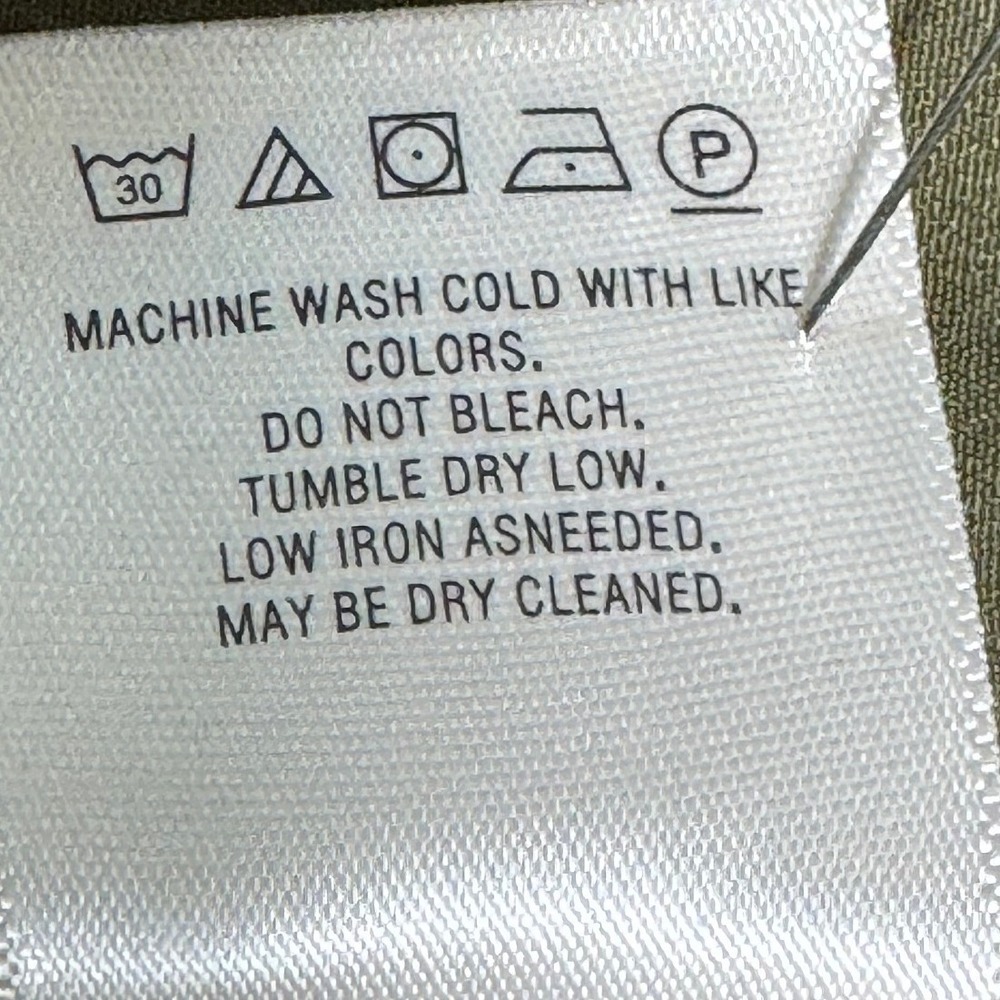 30 P
MACHINE WASH COLD WITH LIKE
COLORS.
DO NOT BLEACH.
TUMBLE DRY LOW.
LOW IRON ASNEEDED.
MAY BE DRY CLEANED.